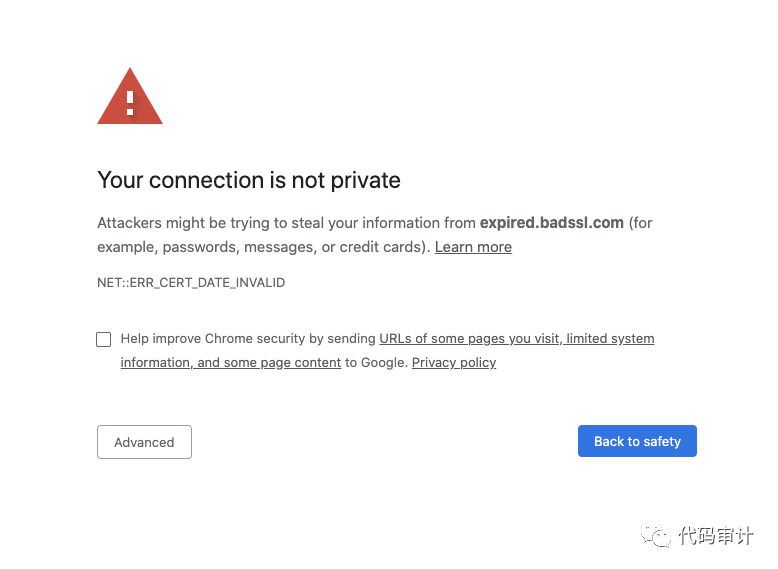 Your connection is not private
Attackers might be trying to steal your information from expired.badssl.com (for
example, passwords, messages, or credit cards). Learn more
NET::ERR_CERT_DATE_INVALID
Help improve Chrome security by sending URLs of some pages you visit, limited system
information, and some page content to Google. Privacy policy
Advanced
Back to safety
代码审计